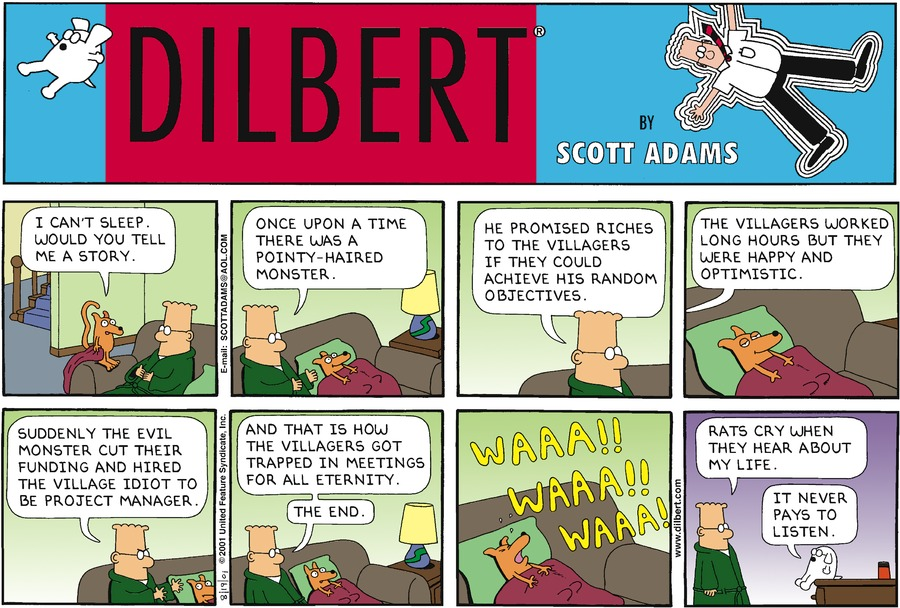 DILBERT®
BY
SCOTT ADAMS
I CAN'T SLEEP.
WOULD YOU TELL
ME A STORY.
E-mail: SCOTTADAMS@AOL.COM
ONCE UPON A TIME
THERE WAS A
POINTY-HAIRED
MONSTER.
HE PROMISED RICHES
TO THE VILLAGERS
IF THEY COULD
ACHIEVE HIS RANDOM
OBJECTIVES.
THE VILLAGERS WORKED
LONG HOURS BUT THEY
WERE HAPPY AND
OPTIMISTIC.
SUDDENLY THE EVIL
MONSTER CUT THEIR
FUNDING AND HIRED
THE VILLAGE IDIOT TO
BE PROJECT MANAGER.
8/19/01 © 2001 United Feature Syndicate, Inc.
AND THAT IS HOW
THE VILLAGERS GOT
TRAPPED IN MEETINGS
FOR ALL ETERNITY.
THE END.
WAAA!!
WAAA!!
WAAA!
www.dilbert.com
RATS CRY WHEN
THEY HEAR ABOUT
MY LIFE.
IT NEVER
PAYS TO
LISTEN.